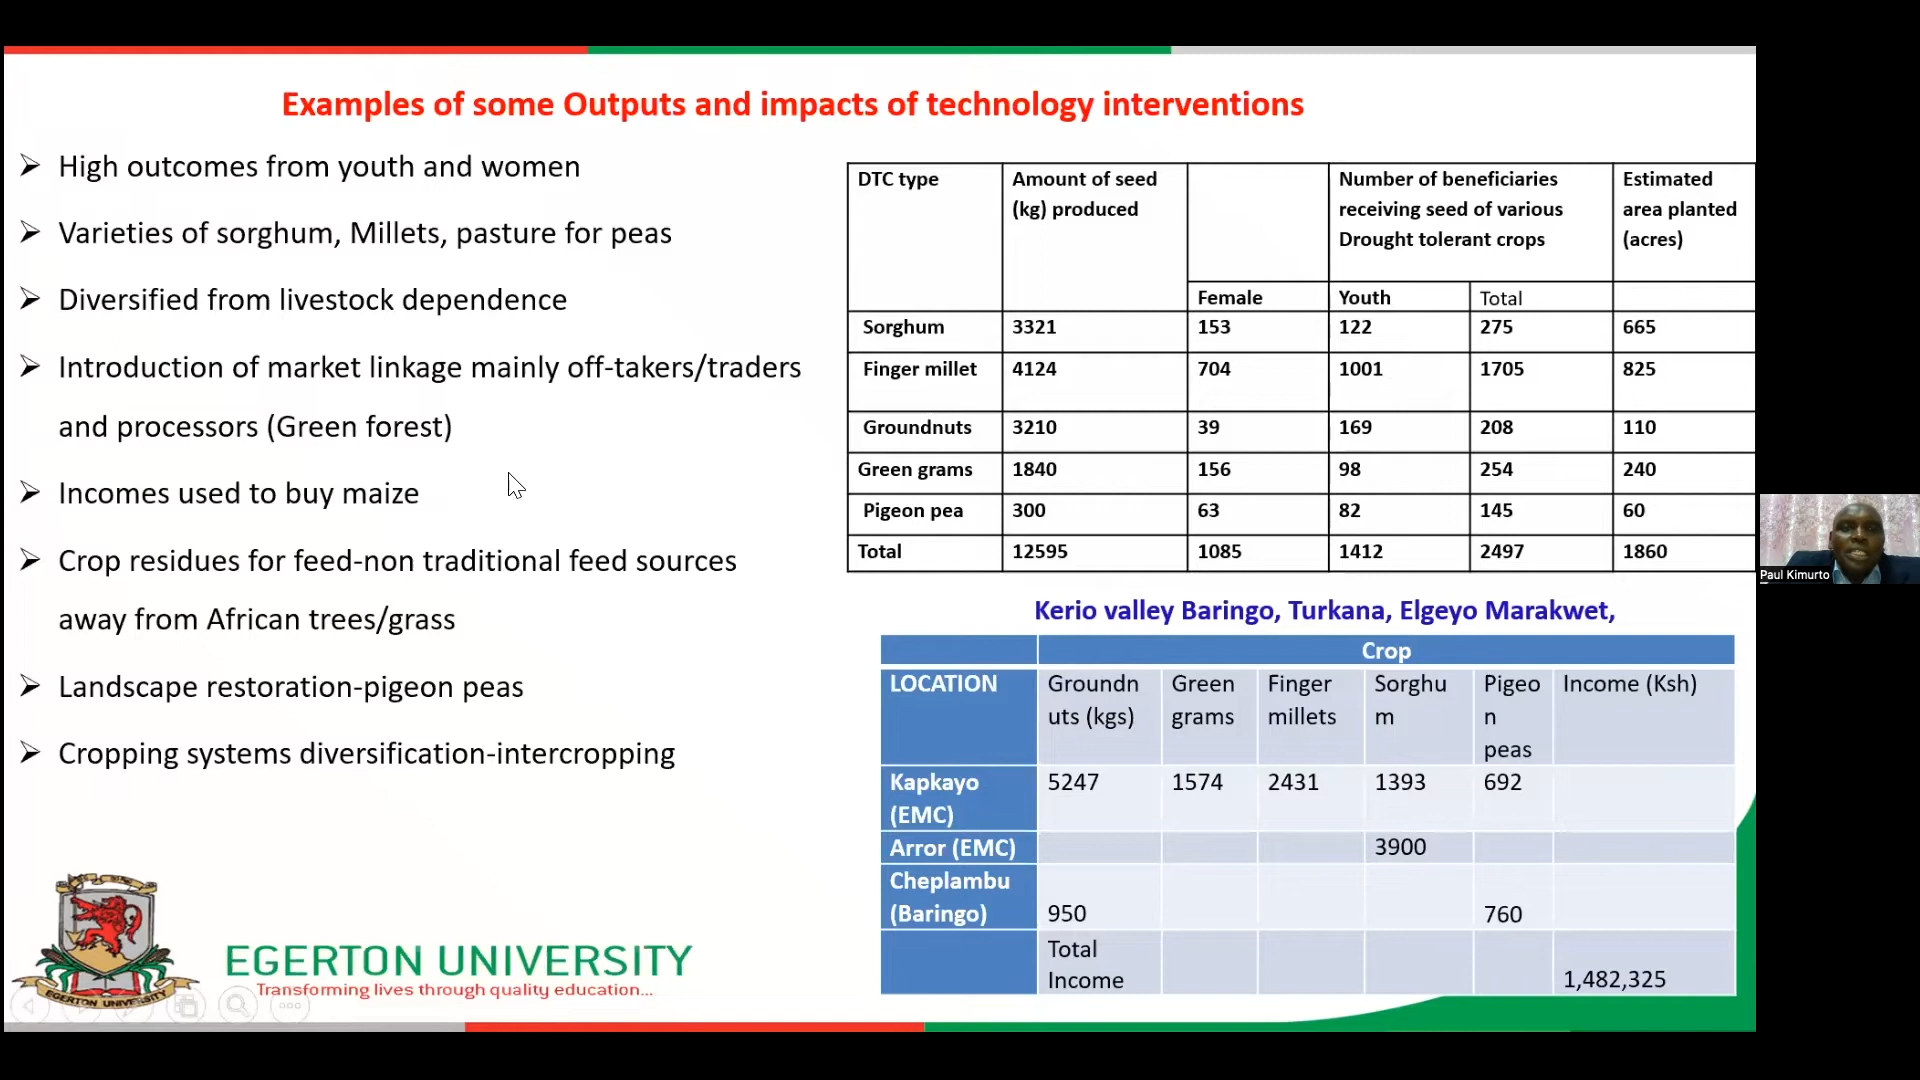 Examples of some Outputs and impacts of technology interventions
High outcomes from youth and women
Varieties of sorghum, Millets, pasture for peas
Diversified from livestock dependence
Introduction of market linkage mainly off-takers/traders
and processors (Green forest)
Incomes used to buy maize
Crop residues for feed-non traditional feed sources
away from African trees/grass
Landscape restoration-pigeon peas
Cropping systems diversification-intercropping
DTC type Amount of seed Number of beneficiaries Estimated
(kg) produced receiving seed of various area planted
Drought tolerant crops (acres)
Female Youth Total
Sorghum 3321 153 122 275 665
Finger millet 4124 704 1001 1705 825
Groundnuts 3210 39 169 208 110
Green grams 1840 156 98 254 240
Pigeon pea 300 63 82 145 60
Total 12595 1085 1412 2497 1860
Kerio valley Baringo, Turkana, Elgeyo Marakwet,
Crop
LOCATION Groundn Green Finger Sorghu Pigeo Income (Ksh)
uts (kgs) grams millets m n
peas
Kapkayo 5247 1574 2431 1393 692
(EMC)
Arror (EMC) 3900
Cheplambu
(Baringo) 950 760
Total
Income 1,482,325
EGERTON UNIVERSITY
EGERTON UNIVERSITY
Transforming lives through quality education...
Paul Kimurto